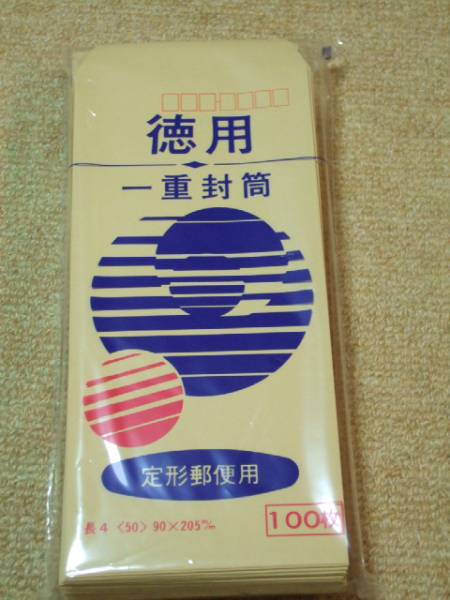 徳用
一重封筒
定形郵便用
長4 〈50〉 90×205㎜
100枚